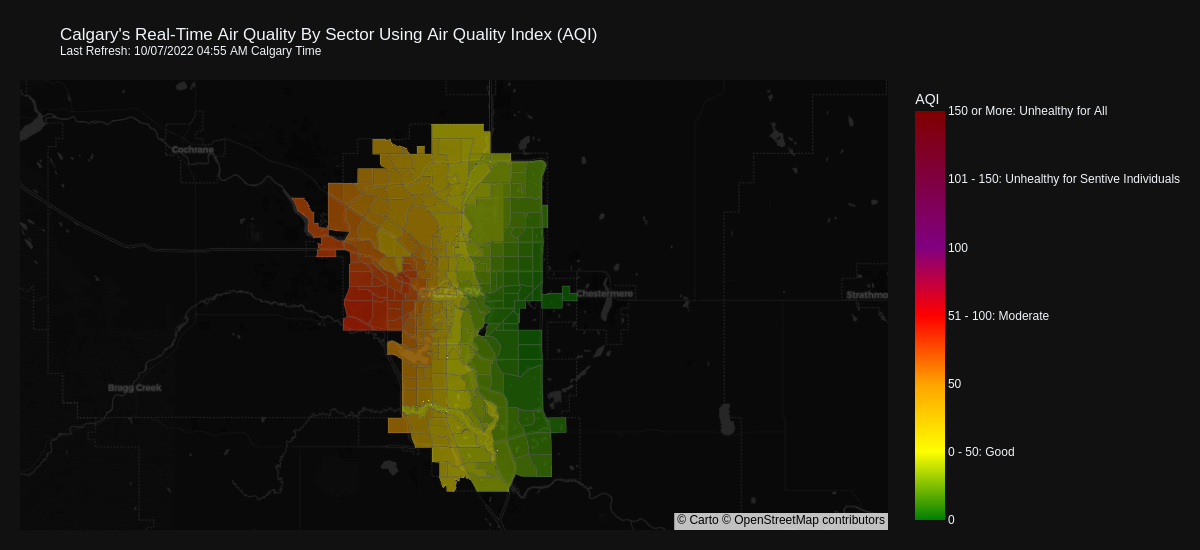 Calgary's Real-Time Air Quality By Sector Using Air Quality Index (AQI)
Last Refresh: 10/07/2022 04:55 AM Calgary Time
AQI
150 or More: Unhealthy for All
101 - 150: Unhealthy for Sentive Individuals
100
51 - 100: Moderate
50
0 - 50: Good
0
Cochrane
CALGARY
Chestermere
Strathmo
Bragg Creek
© Carto © OpenStreetMap contributors